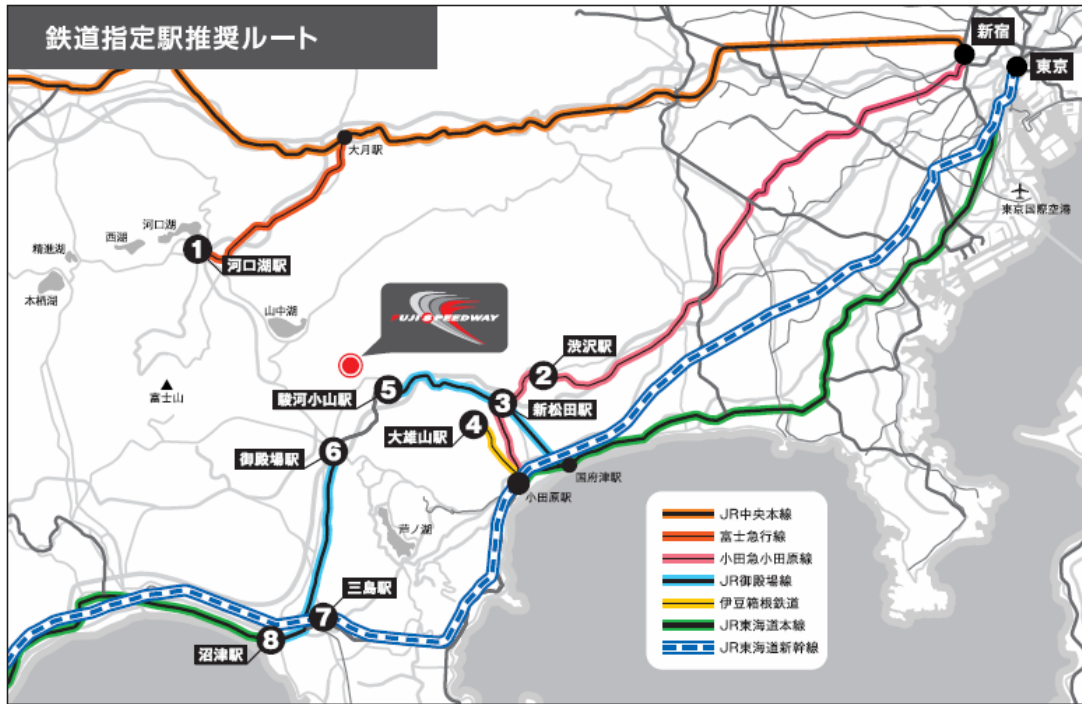 鉄道指定駅推奨ルート
新宿
東京
大月駅
東京国際空港
河口湖
西湖
精進湖
1
河口湖駅
本栖湖
山中湖
FUJI SPEEDWAY
渋沢駅
2
富士山
5
駿河小山駅
3
新松田駅
4
大雄山駅
6
御殿場駅
国府津駅
小田原駅
芦ノ湖
JR中央本線
富士急行線
小田急小田原線
JR御殿場線
伊豆箱根鉄道
JR東海道本線
JR東海道新幹線
三島駅
7
8
沼津駅